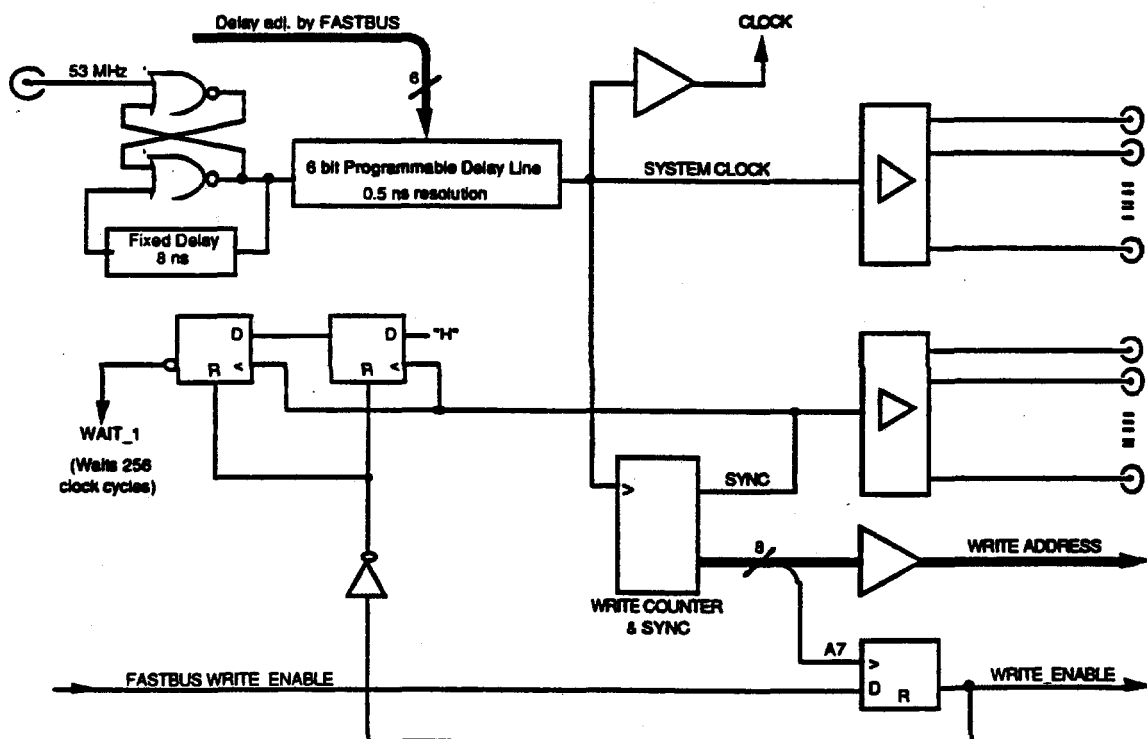 Delay adj. by FASTBUS
CLOCK
53 MHz
6
6 bit Programmable Delay Line
0.5 ns resolution
SYSTEM CLOCK
Fixed Delay
8 ns
D
D
"H"
R
<
R
<
WAIT_1
(Waits 256
clock cycles)
>
SYNC
8
WRITE ADDRESS
WRITE COUNTER
& SYNC
A7
>
FASTBUS WRITE_ENABLE
D
R
WRITE_ENABLE